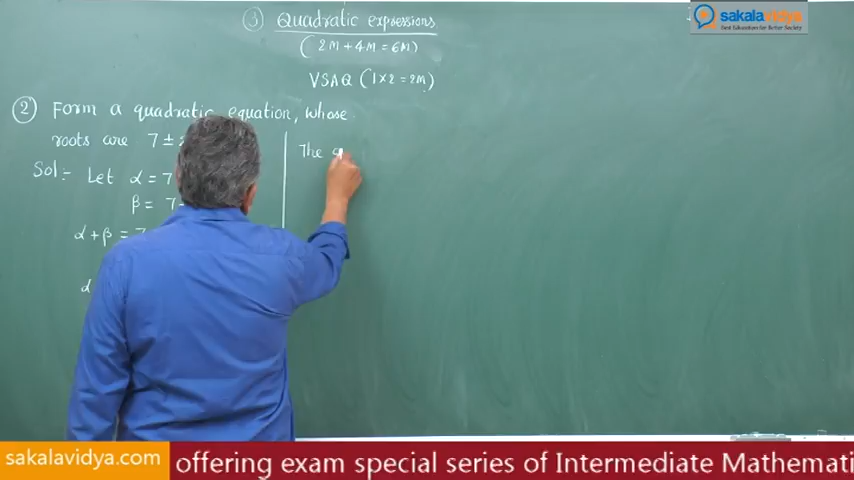 ③ Quadratic expressions
(2M + 4M = 6M)
VSAQ (1 × 2 = 2M)
② Form a quadratic equation, whose
roots are 7 ±
Sol:- Let α = 7
β = 7 -
α + β = 7
α
The
sakalavidya
Best Education for Better Society
sakalavidya.com offering exam special series of Intermediate Mathemati